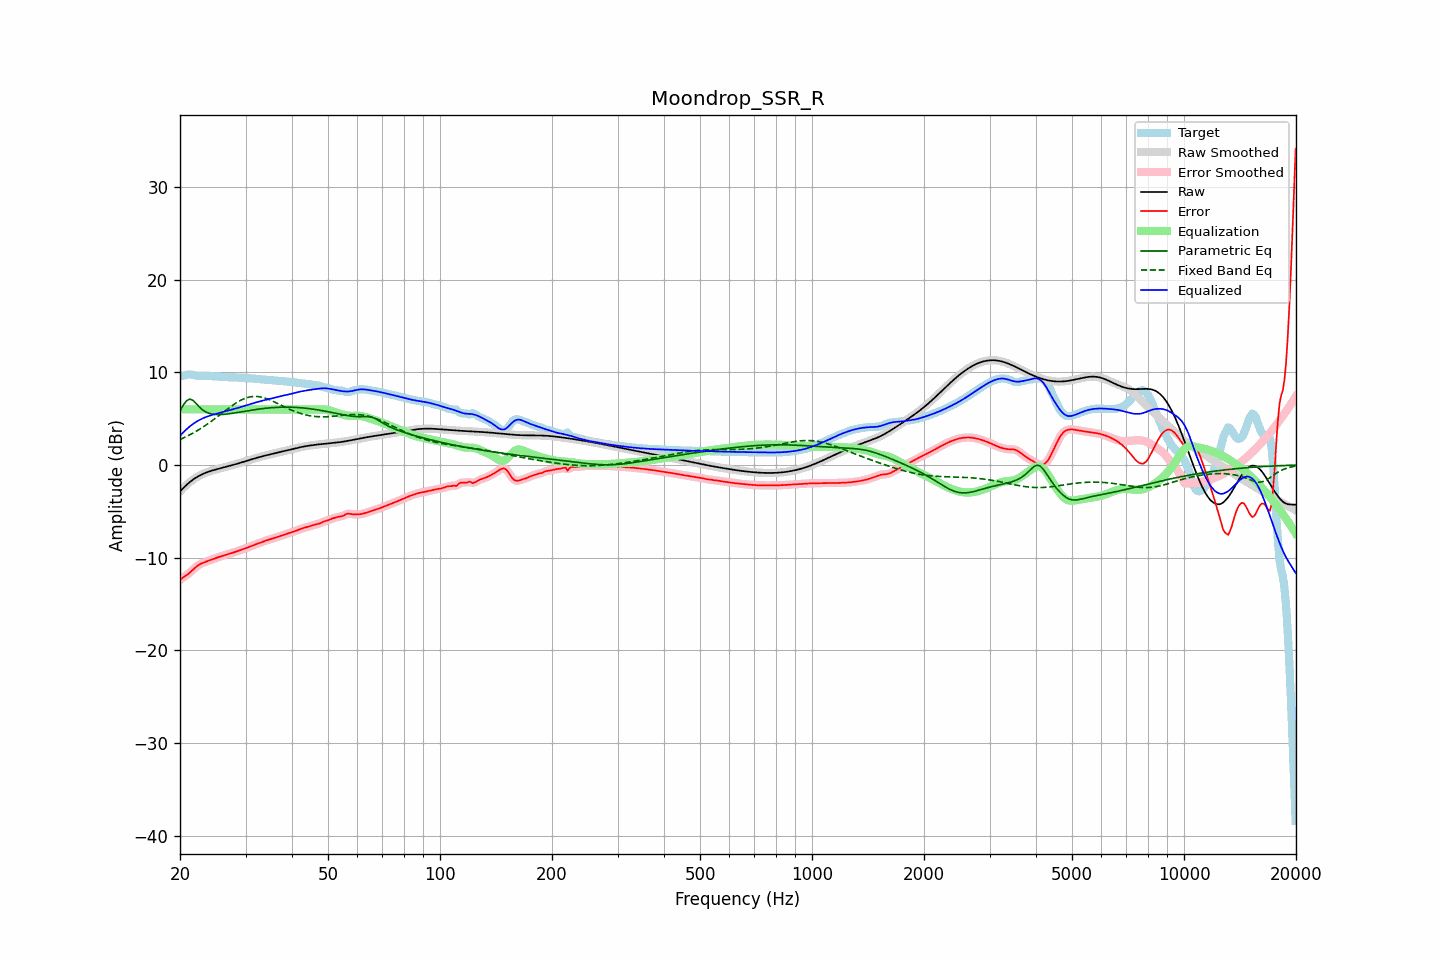 Moondrop_SSR_R
Target
Raw Smoothed
Error Smoothed
Raw
Error
Equalization
Parametric Eq
Fixed Band Eq
Equalized
Amplitude (dBr)
30
20
10
0
−10
−20
−30
−40
20 50 100 200 500 1000 2000 5000 10000 20000
Frequency (Hz)